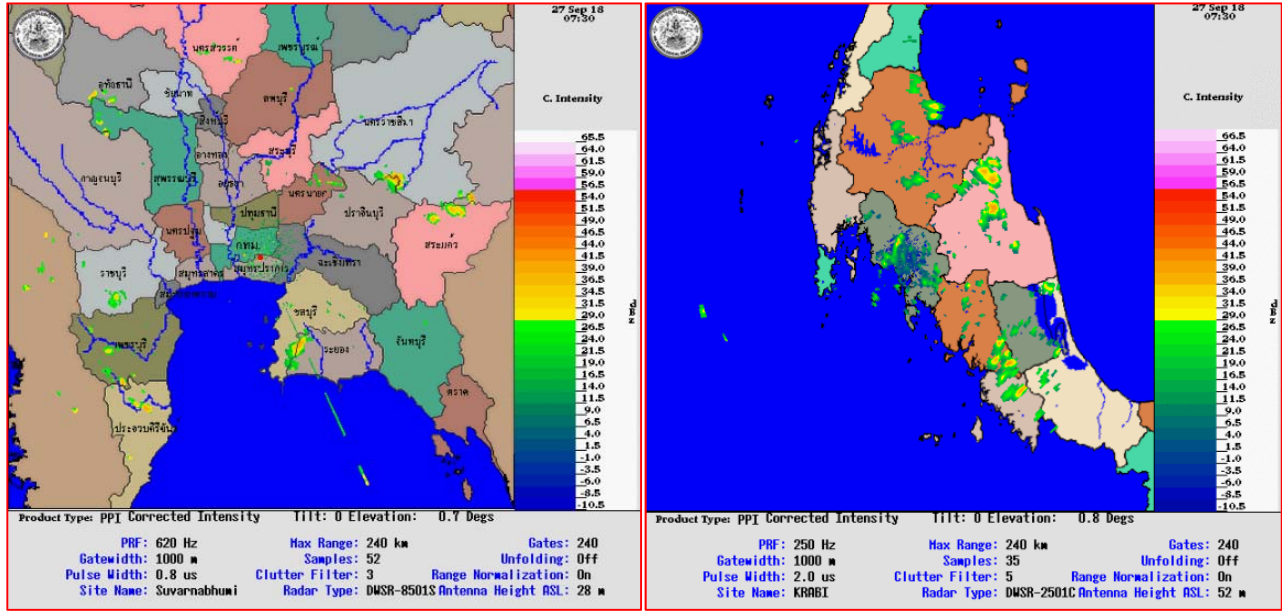 27 Sep 18
07:30
C. Intensity
65.5
64.0
61.5
59.0
56.5
54.0
51.5
49.0
46.5
44.0
41.5
39.0
36.5
34.0
31.5
29.0
26.5
24.0
21.5
19.0
16.5
14.0
11.5
9.0
6.5
4.0
1.5
-1.0
-3.5
-6.0
-8.5
-10.5
นครสวรรค์
เพชรบูรณ์
อุทัยธานี
ชัยนาท
ลพบุรี
สิงห์บุรี
นครราชสีมา
อ่างทอง
สระบุรี
กาญจนบุรี
สุพรรณบุรี
อยุธยา
นครนายก
ปราจีนบุรี
ปทุมธานี
สระแก้ว
นครปฐม
กทม.
ฉะเชิงเทรา
ราชบุรี
สมุทรสาคร
สมุทรปราการ
ชลบุรี
เพชรบุรี
ระยอง
จันทบุรี
ตราด
ประจวบคีรีขันธ์
Product Type: PPI Corrected Intensity Tilt: 0 Elevation: 0.7 Degs
PRF: 620 Hz Max Range: 240 km Gates: 240
Gatewidth: 1000 m Samples: 52 Unfolding: Off
Pulse Width: 0.8 us Clutter Filter: 3 Range Normalization: On
Site Name: Suvarnabhumi Radar Type: DWSR-8501S Antenna Height ASL: 28 m
27 Sep 18
07:30
C. Intensity
66.5
64.0
61.5
59.0
56.5
54.0
51.5
49.0
46.5
44.0
41.5
39.0
36.5
34.0
31.5
29.0
26.5
24.0
21.5
19.0
16.5
14.0
11.5
9.0
6.5
4.0
1.5
-1.0
-3.5
-6.0
-8.5
-10.5
Product Type: PPI Corrected Intensity Tilt: 0 Elevation: 0.8 Degs
PRF: 250 Hz Max Range: 240 km Gates: 240
Gatewidth: 1000 m Samples: 35 Unfolding: Off
Pulse Width: 2.0 us Clutter Filter: 5 Range Normalization: On
Site Name: KRABI Radar Type: DWSR-2501C Antenna Height ASL: 52 m